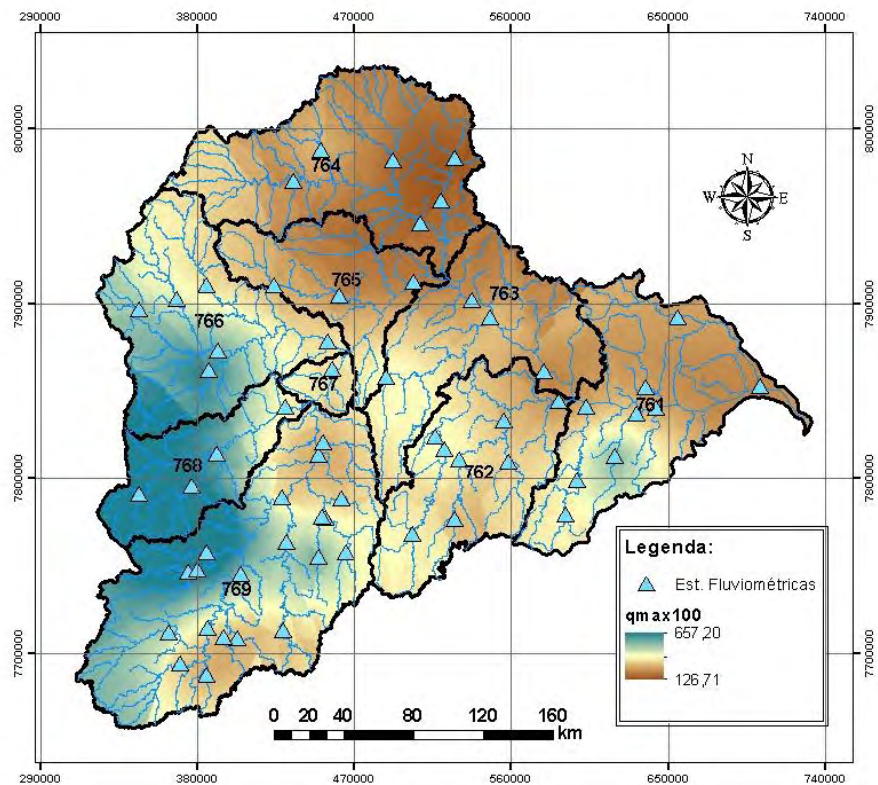 290000 380000 470000 560000 650000 740000
8000000 8000000
7900000 7900000
7800000 7800000
7700000 7700000
764
765
763
766
767
761
762
768
769
N
W E
S
Legenda:
Est. Fluviométricas
qmax100
657,20
126,71
0 20 40 80 120 160
km
290000 380000 470000 560000 650000 740000